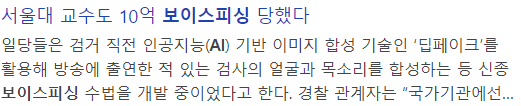 서울대 교수도 10억 보이스피싱 당했다
일당들은 검거 직전 인공지능(AI) 기반 이미지 합성 기술인 ‘딥페이크’를
활용해 방송에 출연한 적 있는 검사의 얼굴과 목소리를 합성하는 등 신종
보이스피싱 수법을 개발 중이었다고 한다. 경찰 관계자는 “국가기관에선...